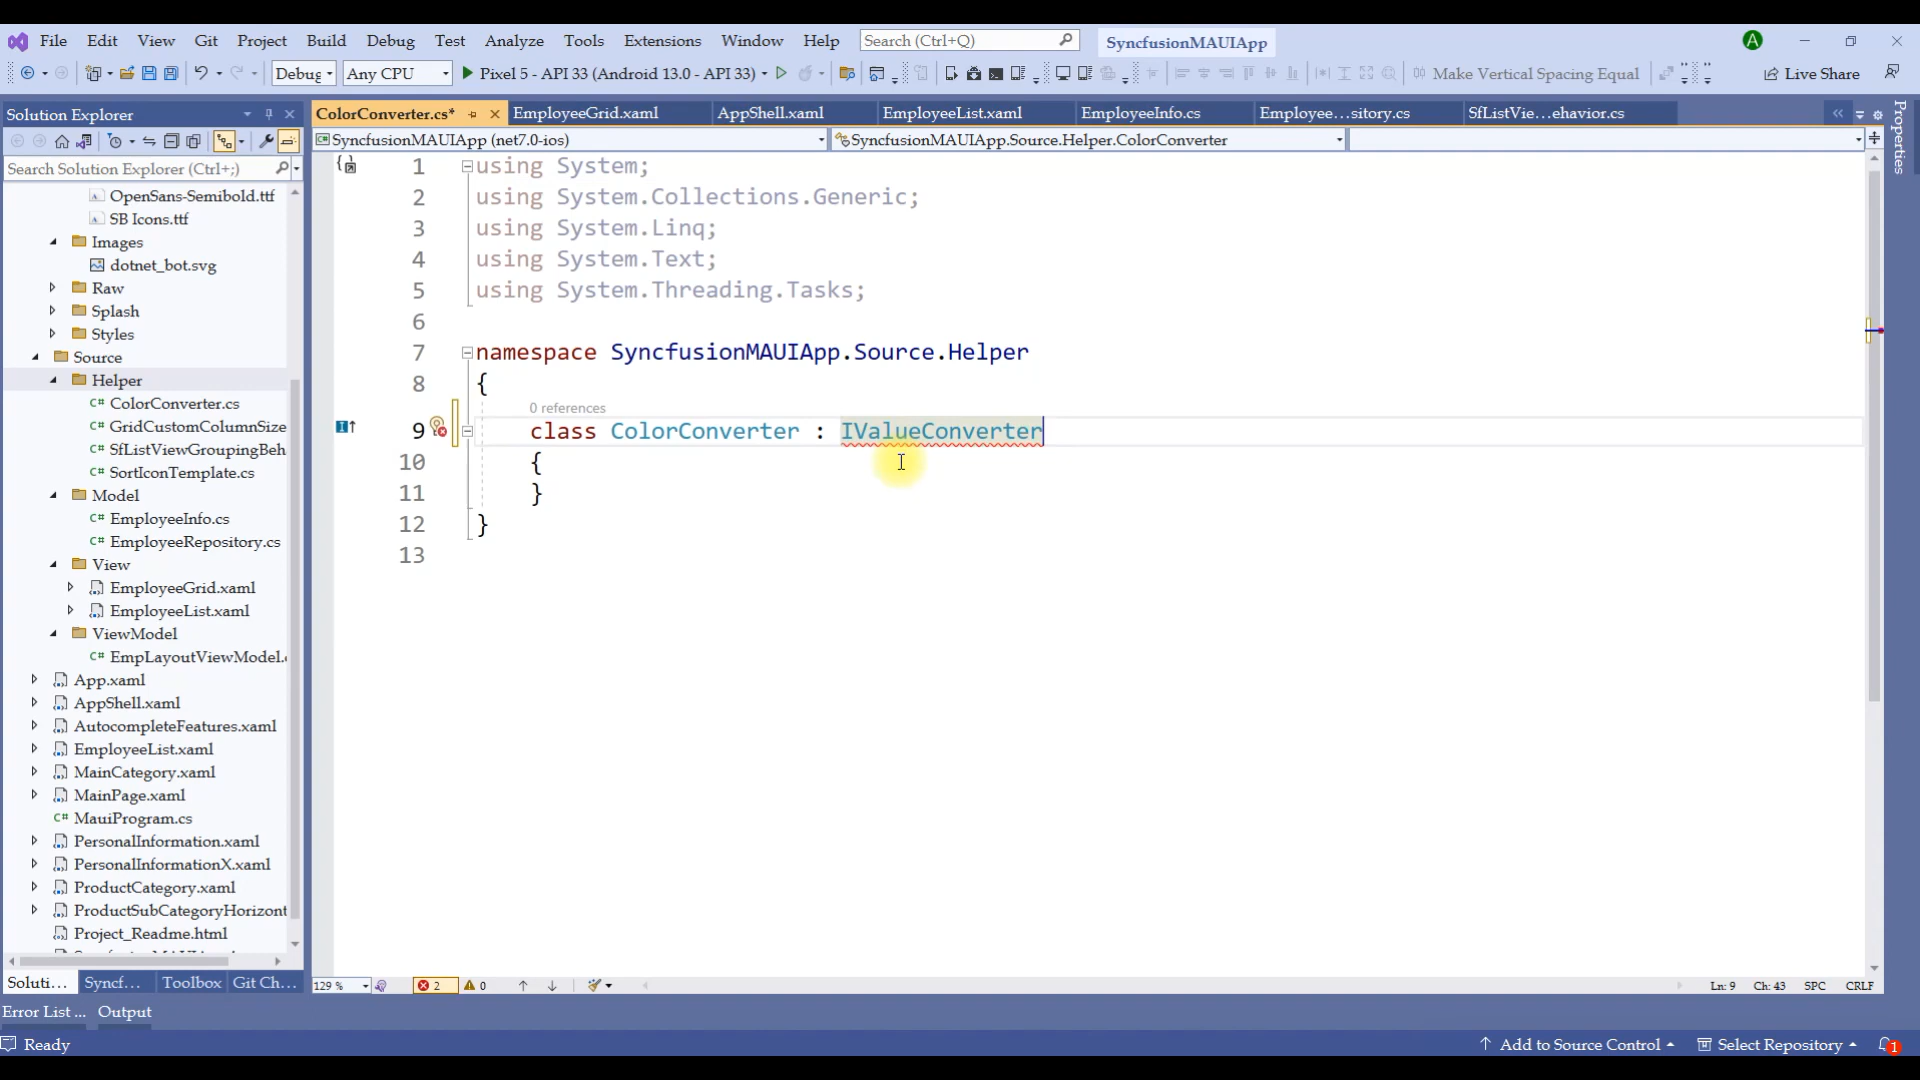 File Edit View Git Project Build Debug Test Analyze Tools Extensions Window Help Search (Ctrl+Q) SyncfusionMAUIApp A
Debug Any CPU Pixel 5 - API 33 (Android 13.0 - API 33) Make Vertical Spacing Equal Live Share
Solution Explorer
Search Solution Explorer (Ctrl+;)
OpenSans-Semibold.ttf
SB Icons.ttf
Images
dotnet_bot.svg
Raw
Splash
Styles
Source
Helper
C# ColorConverter.cs
C# GridCustomColumnSize
C# SfListViewGroupingBeh
C# SortIconTemplate.cs
Model
C# EmployeeInfo.cs
C# EmployeeRepository.cs
View
EmployeeGrid.xaml
EmployeeList.xaml
ViewModel
C# EmpLayoutViewModel.c
App.xaml
AppShell.xaml
AutocompleteFeatures.xaml
EmployeeList.xaml
MainCategory.xaml
MainPage.xaml
C# MauiProgram.cs
PersonalInformation.xaml
PersonalInformationX.xaml
ProductCategory.xaml
ProductSubCategoryHorizont
Project_Readme.html
Soluti... Syncf... Toolbox Git Ch...
ColorConverter.cs* EmployeeGrid.xaml AppShell.xaml EmployeeList.xaml EmployeeInfo.cs Employee...sitory.cs SfListVie...ehavior.cs
SyncfusionMAUIApp (net7.0-ios) SyncfusionMAUIApp.Source.Helper.ColorConverter
1 using System;
2 using System.Collections.Generic;
3 using System.Linq;
4 using System.Text;
5 using System.Threading.Tasks;
6
7 namespace SyncfusionMAUIApp.Source.Helper
8 {
0 references
9 class ColorConverter : IValueConverter
10 {
11 }
12 }
13
129 % 2 0 Ln: 9 Ch: 43 SPC CRLF
Properties
Error List ... Output
Ready Add to Source Control Select Repository 1